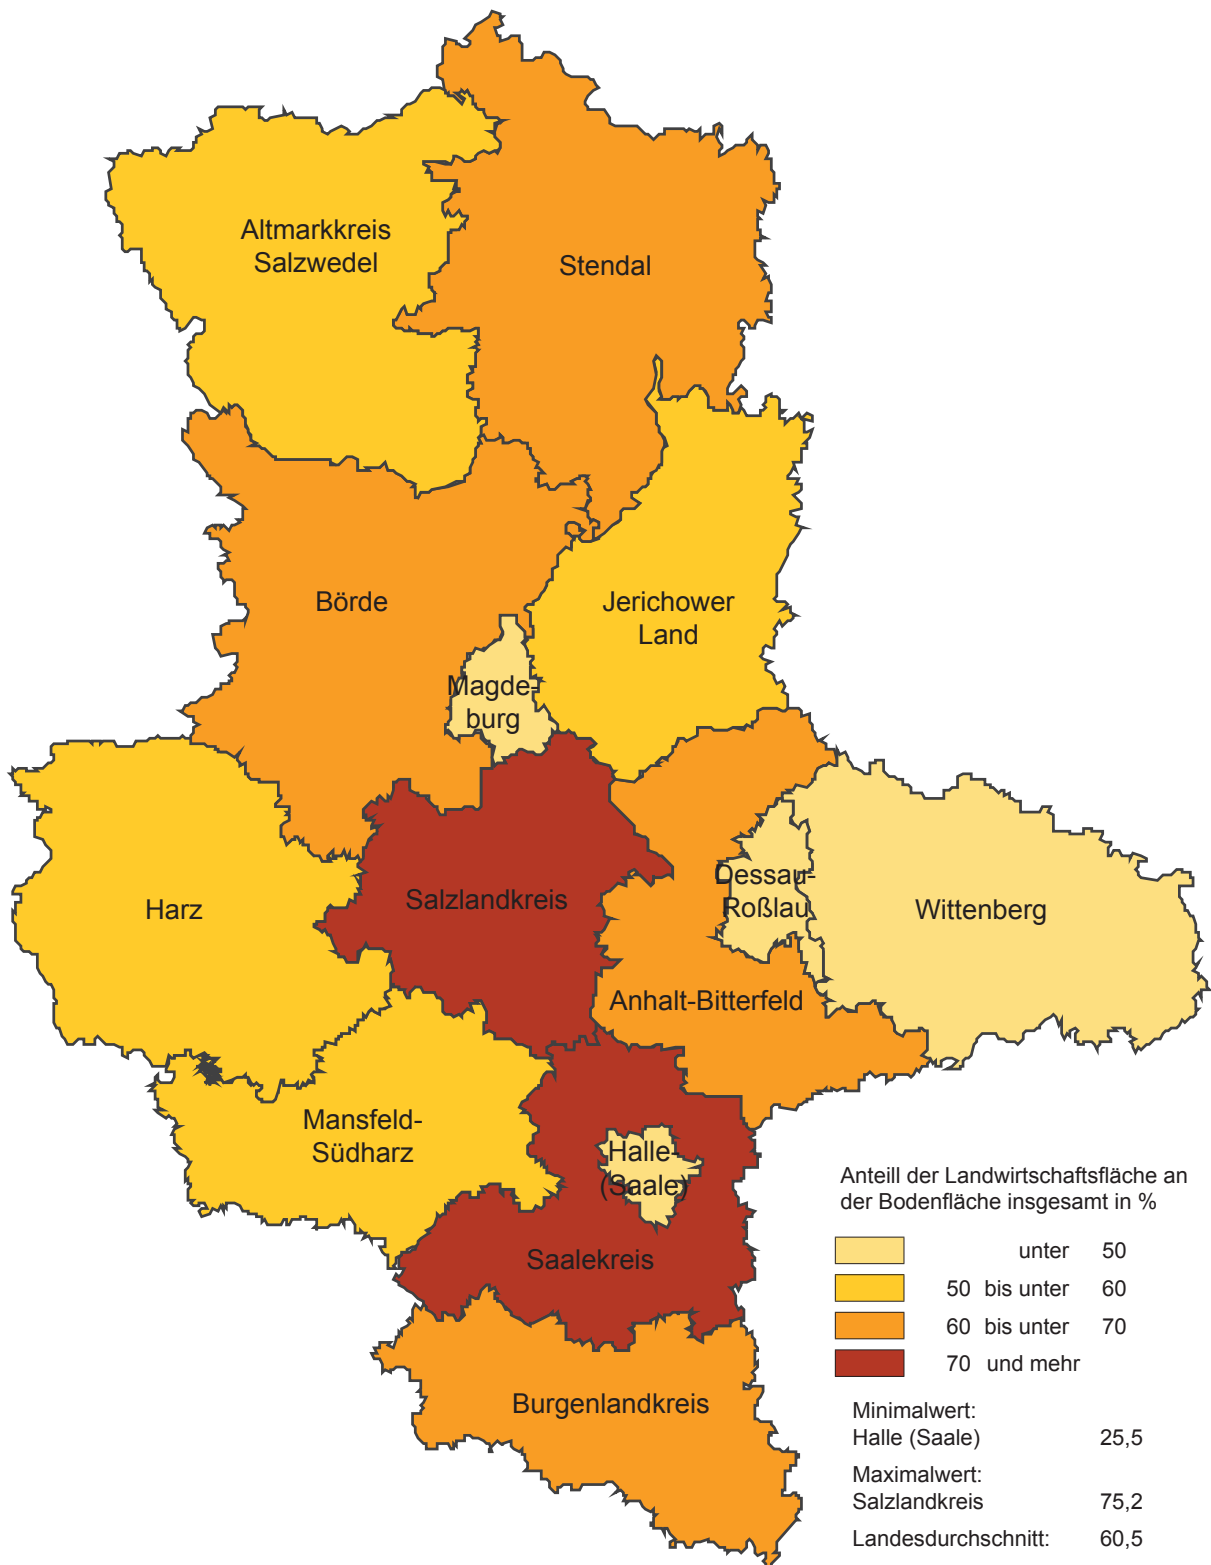 Altmarkkreis
Salzwedel
Stendal
Börde
Jerichower
Land
Magde-
burg
Harz
Salzlandkreis
Dessau-
Roßlau
Wittenberg
Anhalt-Bitterfeld
Mansfeld-
Südharz
Halle-
(Saale)
Saalekreis
Burgenlandkreis
Anteill der Landwirtschaftsfläche an
der Bodenfläche insgesamt in %
unter 50
50 bis unter 60
60 bis unter 70
70 und mehr
Minimalwert:
Halle (Saale) 25,5
Maximalwert:
Salzlandkreis 75,2
Landesdurchschnitt: 60,5